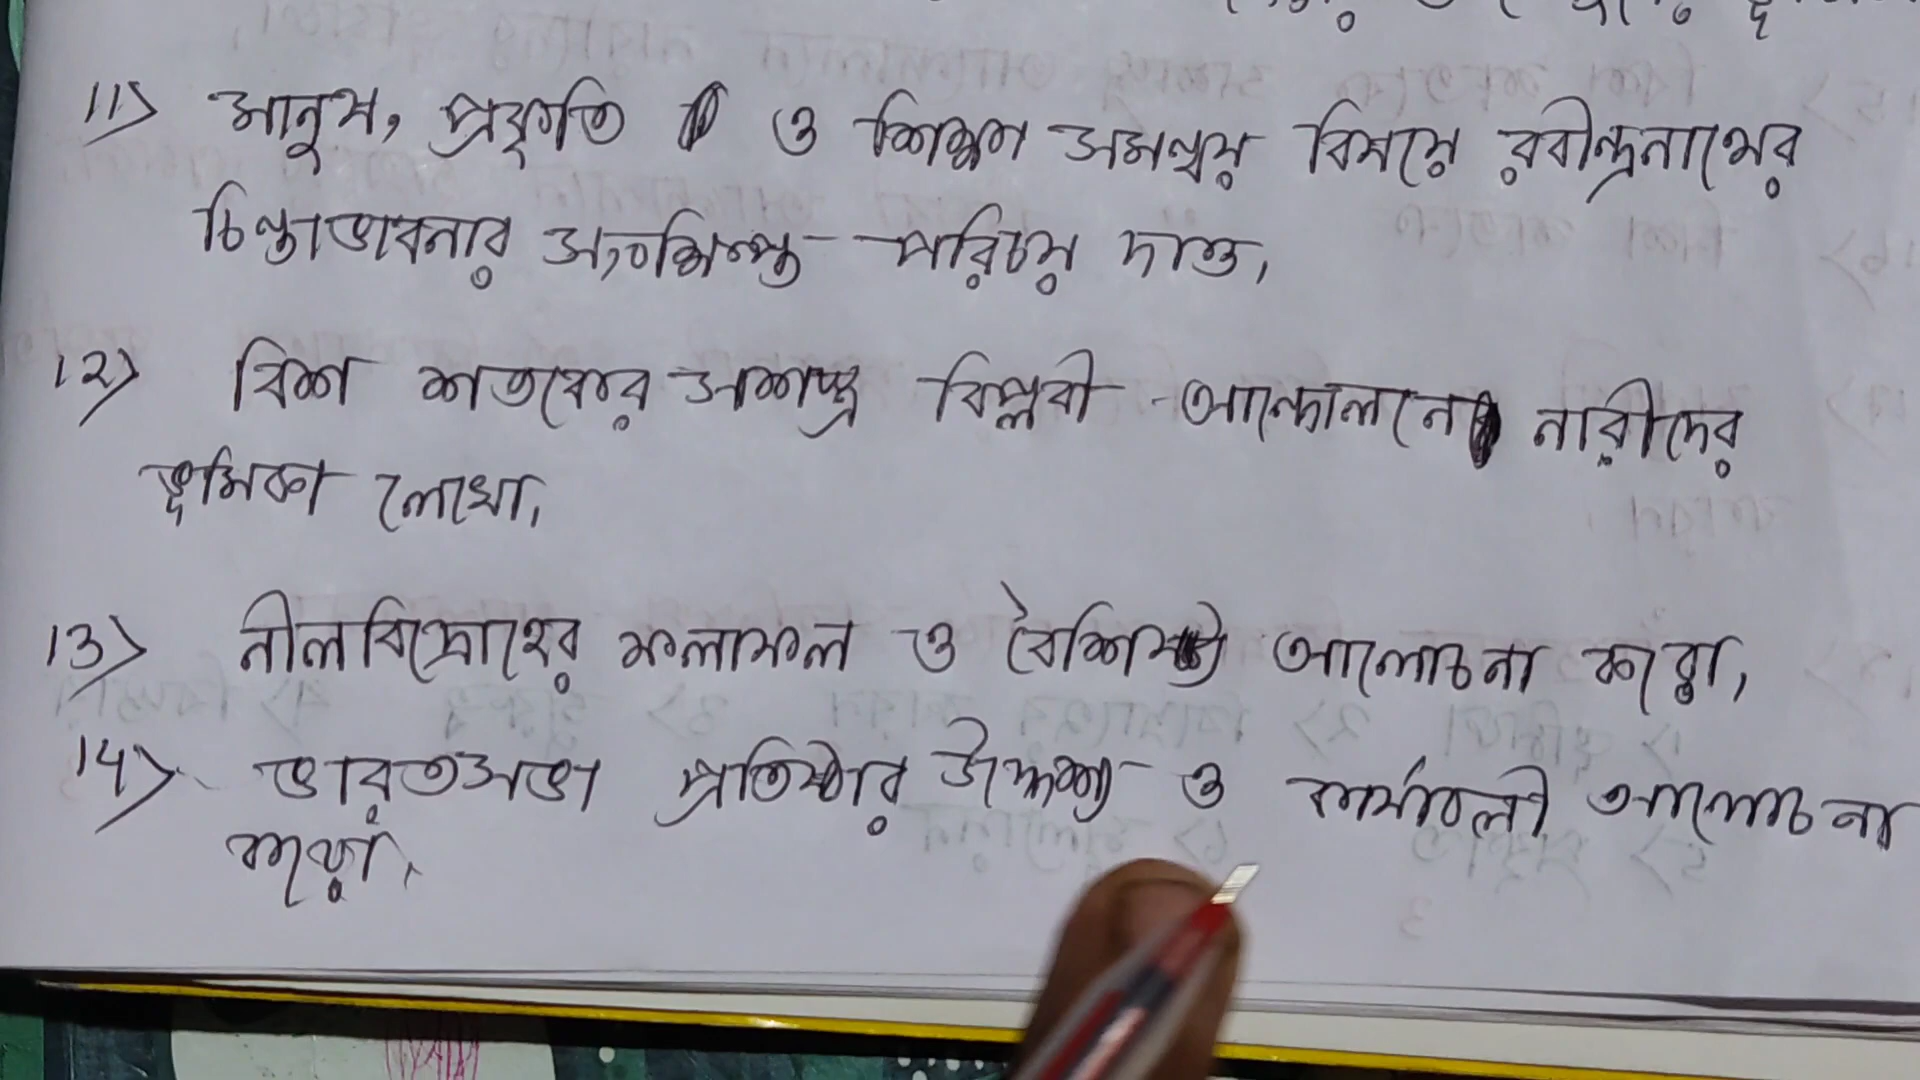 11) মানুষ, প্রকৃতি ও শিক্ষা সমন্বয় বিষয়ে রবীন্দ্রনাথের
চিন্তাভাবনার সংক্ষিপ্ত পরিচয় দাও,
12) বিশ শতকের সশস্ত্র বিপ্লবী আন্দোলনে নারীদের
ভূমিকা লেখো,
13) নীলবিদ্রোহের ফলাফল ও বৈশিষ্ট্য আলোচনা করো,
14) ভারতসভা প্রতিষ্ঠার উদ্দেশ্য ও কার্যাবলী আলোচনা
করো,